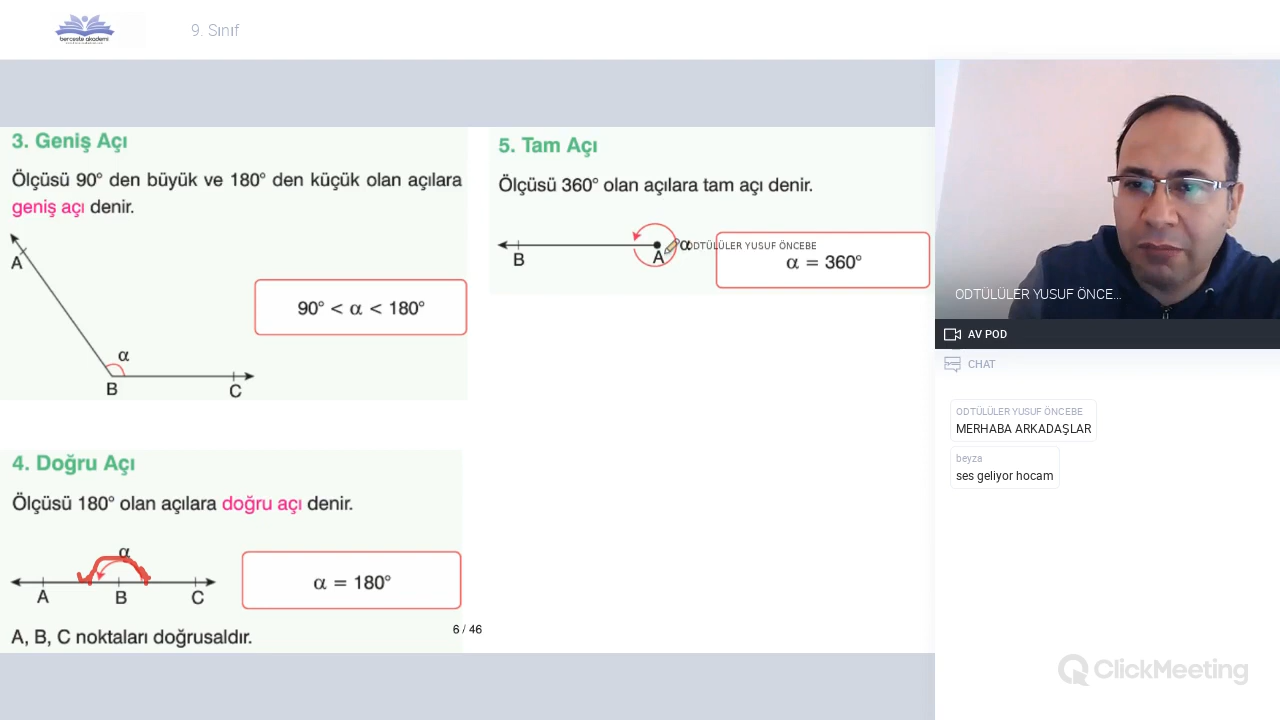 berceste akademi
9. Sınıf
3. Geniş Açı
Ölçüsü 90° den büyük ve 180° den küçük olan açılara
geniş açı denir.
A
α
B
C
90° < α < 180°
4. Doğru Açı
Ölçüsü 180° olan açılara doğru açı denir.
α
A B C
α = 180°
A, B, C noktaları doğrusaldır.
5. Tam Açı
Ölçüsü 360° olan açılara tam açı denir.
B
A
α
ODTÜLÜLER YUSUF ÖNCEBE
α = 360°
6 / 46
ODTÜLÜLER YUSUF ÖNCE...
AV POD
CHAT
ODTÜLÜLER YUSUF ÖNCEBE
MERHABA ARKADAŞLAR
beyza
ses geliyor hocam
ClickMeeting